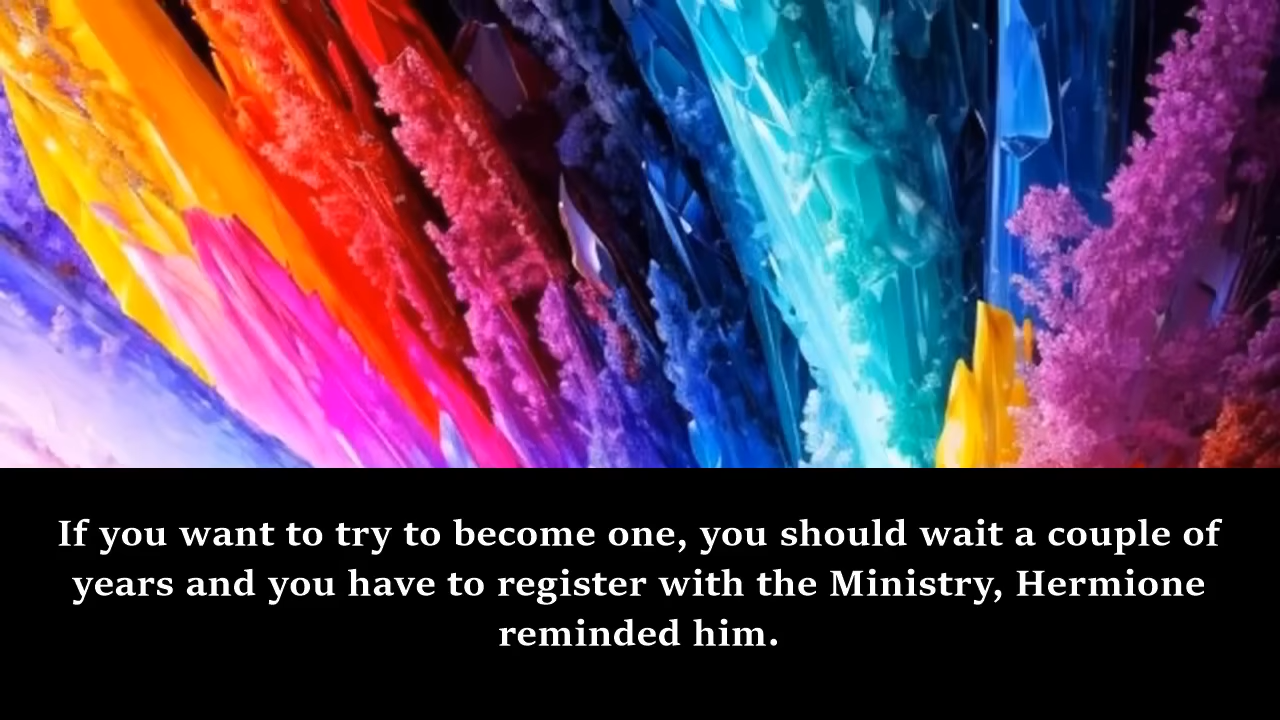 If you want to try to become one, you should wait a couple of
years and you have to register with the Ministry, Hermione
reminded him.